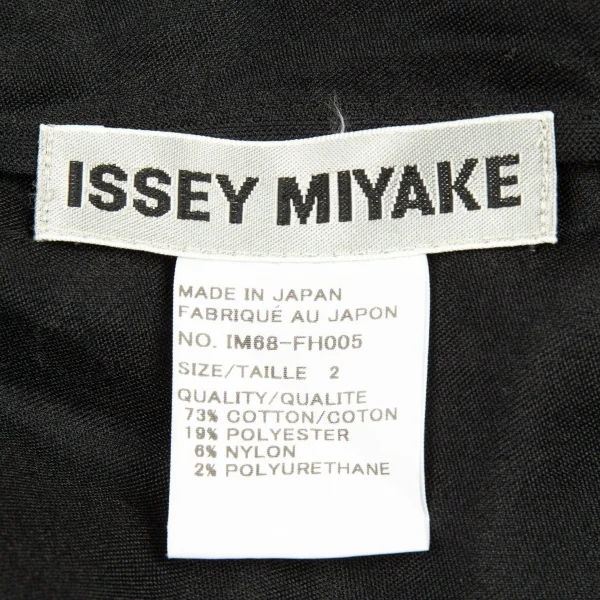 ISSEY MIYAKE
MADE IN JAPAN
FABRIQUÉ AU JAPON
NO. IM68-FH005
SIZE/TAILLE 2
QUALITY/QUALITE
73% COTTON/COTON
19% POLYESTER
6% NYLON
2% POLYURETHANE